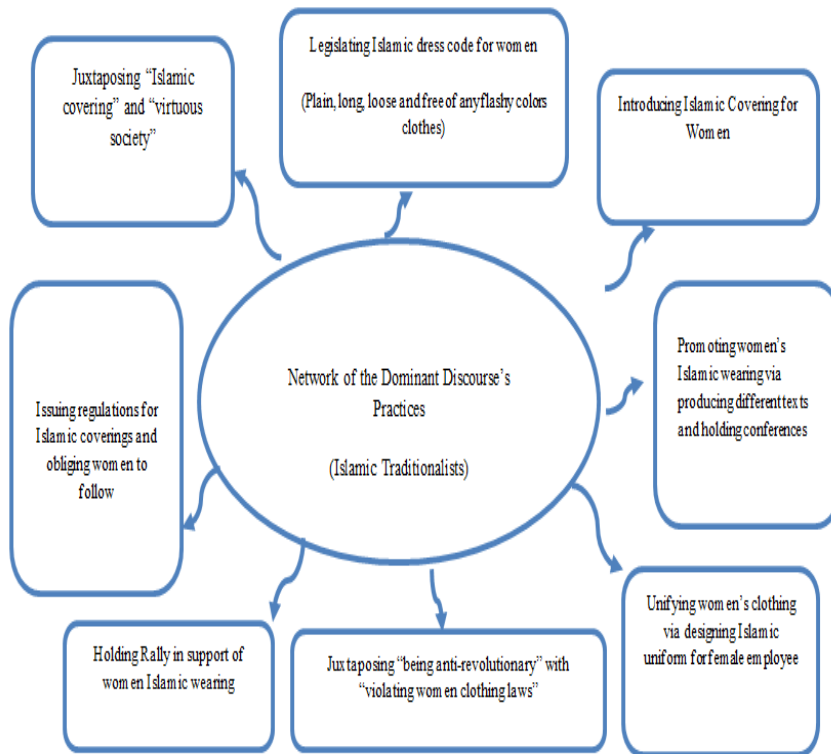 Juxtaposing “Islamic
covering” and “virtuous
society”
Legislating Islamic dress code for women
(Plain, long, loose and free of any flashy colors
clothes)
Introducing Islamic Covering for
Women
Issuing regulations for
Islamic coverings and
obliging women to
follow
Network of the Dominant Discourse’s
Practices
(Islamic Traditionalists)
Promoting women’s
Islamic wearing via
producing different texts
and holding conferences
Holding Rally in support of
women Islamic wearing
Juxtaposing “being anti-revolutionary” with
“violating women clothing laws”
Unifying women’s clothing
via designing Islamic
uniform for female employee